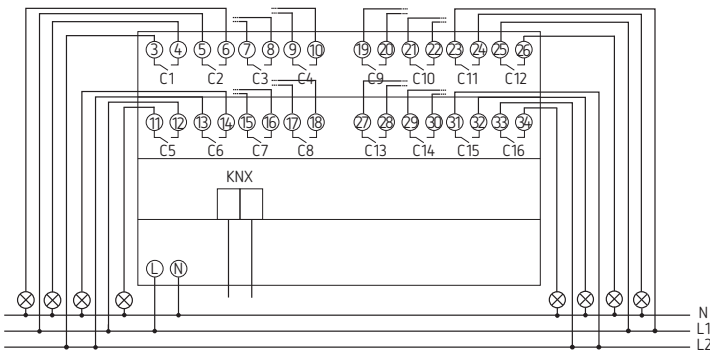 3 4 5 6 7 8 9 10 19 20 21 22 23 24 25 26
C1 C2 C3 C4 C9 C10 C11 C12
11 12 13 14 15 16 17 18 27 28 29 30 31 32 33 34
C5 C6 C7 C8 C13 C14 C15 C16
KNX
L N
N
L1
L2